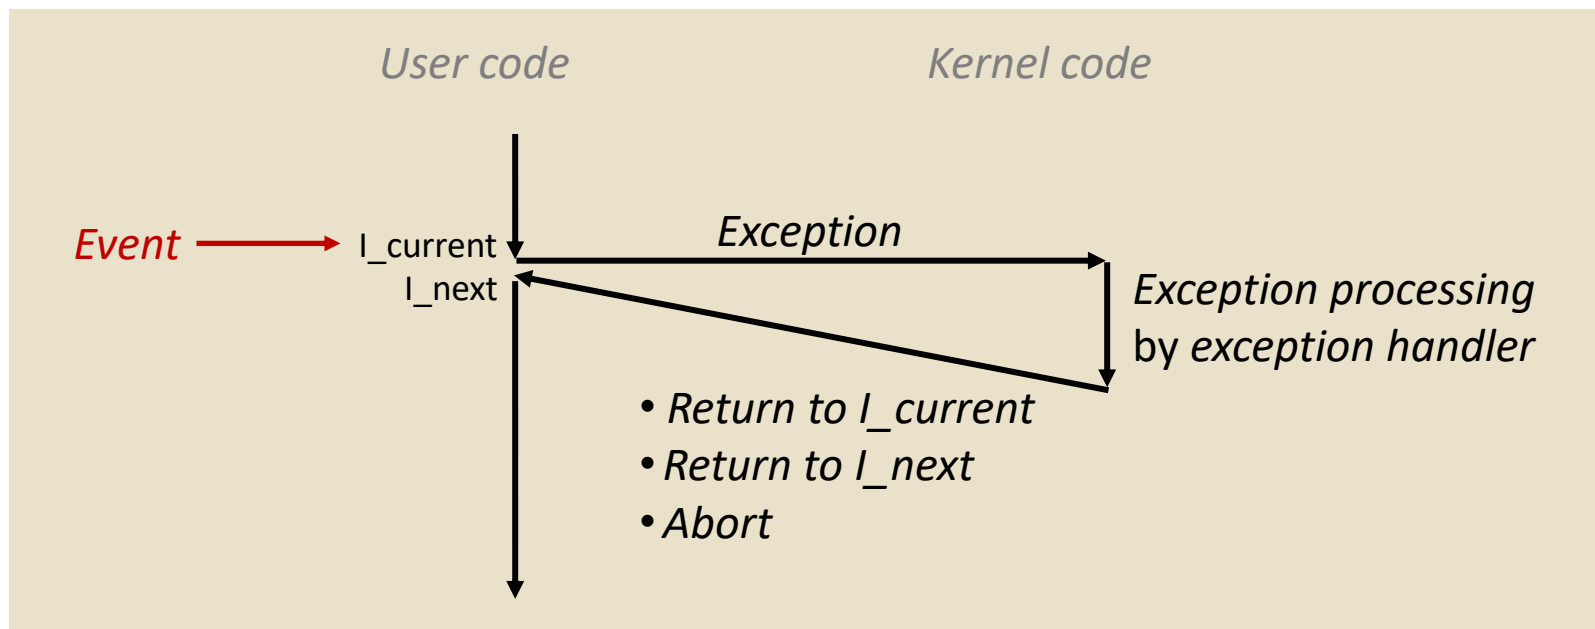 User code
Kernel code
Event
I_current
I_next
Exception
Exception processing
by exception handler
• Return to I_current
• Return to I_next
• Abort